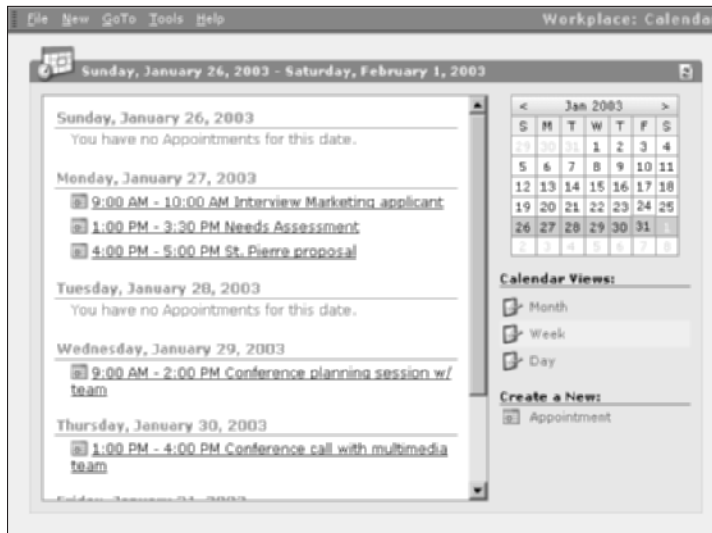 File New GoTo Tools Help
Workplace: Calenda
Sunday, January 26, 2003 - Saturday, February 1, 2003
Sunday, January 26, 2003
You have no Appointments for this date.
Monday, January 27, 2003
9:00 AM - 10:00 AM Interview Marketing applicant
1:00 PM - 3:30 PM Needs Assessment
4:00 PM - 5:00 PM St. Pierre proposal
Tuesday, January 28, 2003
You have no Appointments for this date.
Wednesday, January 29, 2003
9:00 AM - 2:00 PM Conference planning session w/
team
Thursday, January 30, 2003
1:00 PM - 4:00 PM Conference call with multimedia
team
Friday, January 31, 2003
< Jan 2003 >
S M T W T F S
29 30 31 1 2 3 4
5 6 7 8 9 10 11
12 13 14 15 16 17 18
19 20 21 22 23 24 25
26 27 28 29 30 31 1
2 3 4 5 6 7 8
Calendar Views:
Month
Week
Day
Create a New:
Appointment